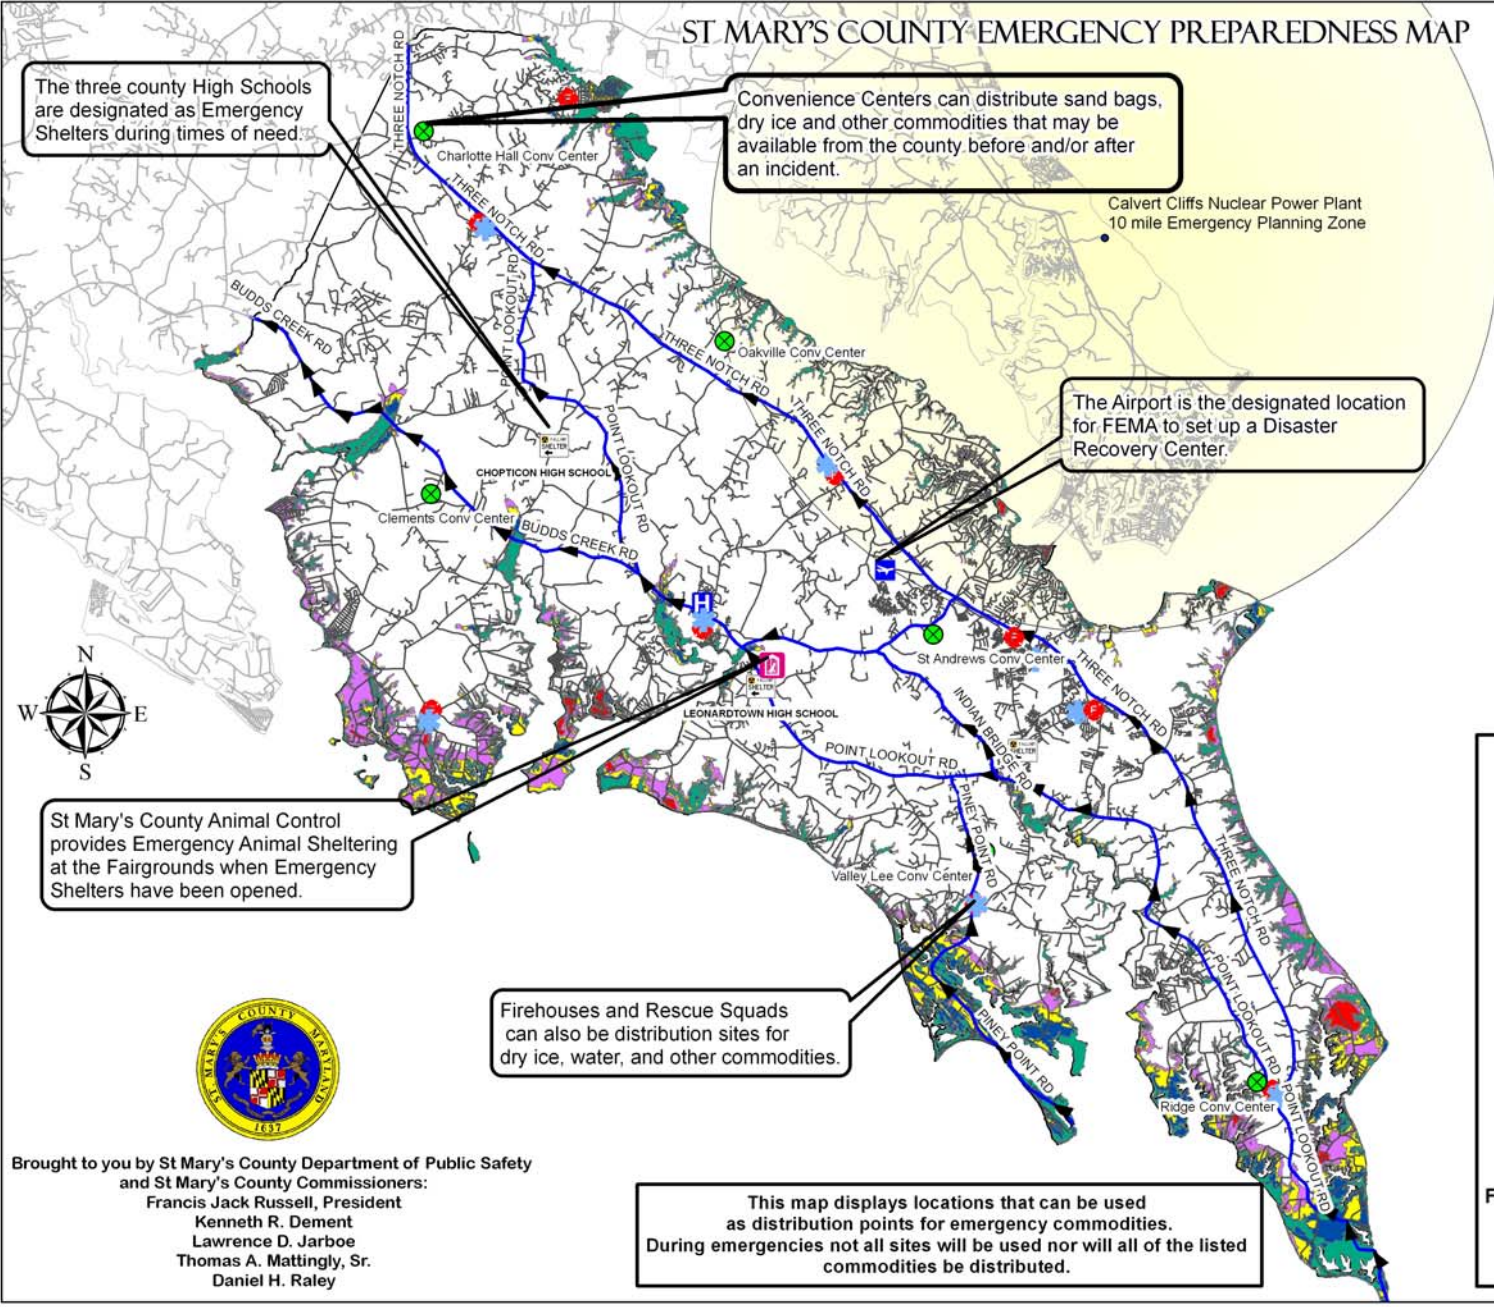 ST MARY'S COUNTY EMERGENCY PREPAREDNESS MAP
The three county High Schools
are designated as Emergency
Shelters during times of need.
Convenience Centers can distribute sand bags,
dry ice and other commodities that may be
available from the county before and/or after
an incident.
THREE NOTCH RD
Charlotte Hall Conv Center
THREE NOTCH RD
Calvert Cliffs Nuclear Power Plant
10 mile Emergency Planning Zone
BUDDS CREEK RD
POINT LOOKOUT RD
THREE NOTCH RD
Oakville Conv Center
The Airport is the designated location
for FEMA to set up a Disaster
Recovery Center.
THREE NOTCH RD
POINT LOOKOUT RD
SHELTER
CHOPTICON HIGH SCHOOL
Clements Conv Center
BUDDS CREEK RD
H
St Andrews Conv Center
F
THREE NOTCH RD
SHELTER
LEONARDTOWN HIGH SCHOOL
INDIAN BRIDGE RD
SHELTER
F
POINT LOOKOUT RD
N
W
E
S
St Mary's County Animal Control
provides Emergency Animal Sheltering
at the Fairgrounds when Emergency
Shelters have been opened.
PINEY POINT RD
Valley Lee Conv Center
THREE NOTCH RD
POINT LOOKOUT RD
Firehouses and Rescue Squads
can also be distribution sites for
dry ice, water, and other commodities.
PINEY POINT RD
Ridge Conv Center
POINT LOOKOUT RD
ST. MARY'S COUNTY MARYLAND
1637
Brought to you by St Mary's County Department of Public Safety
and St Mary's County Commissioners:
Francis Jack Russell, President
Kenneth R. Dement
Lawrence D. Jarboe
Thomas A. Mattingly, Sr.
Daniel H. Raley
This map displays locations that can be used
as distribution points for emergency commodities.
During emergencies not all sites will be used nor will all of the listed
commodities be distributed.
F